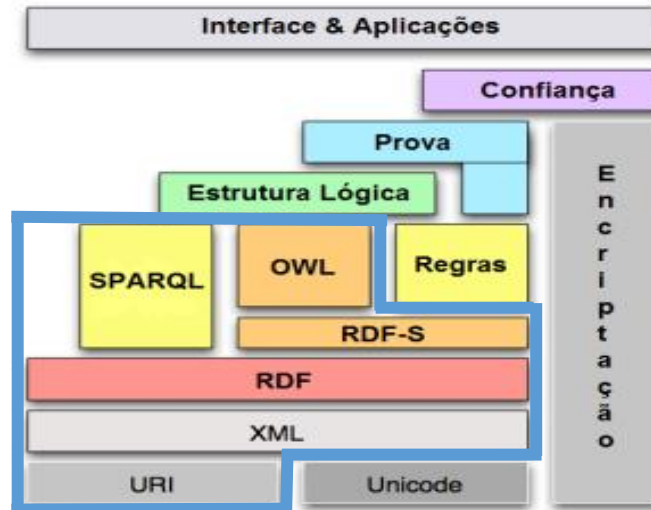 Interface & Aplicações
Confiança
Prova
Estrutura Lógica
SPARQL
OWL
Regras
RDF-S
RDF
XML
URI
Unicode
Encriptação